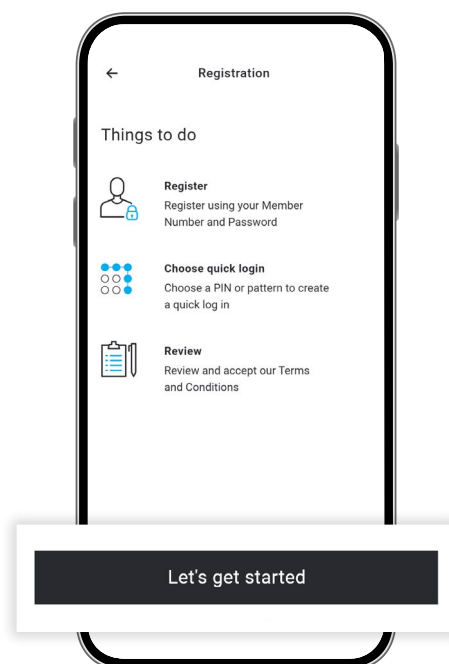 Registration
Things to do
Register
Register using your Member
Number and Password
Choose quick login
Choose a PIN or pattern to create
a quick log in
Review
Review and accept our Terms
and Conditions
Let's get started